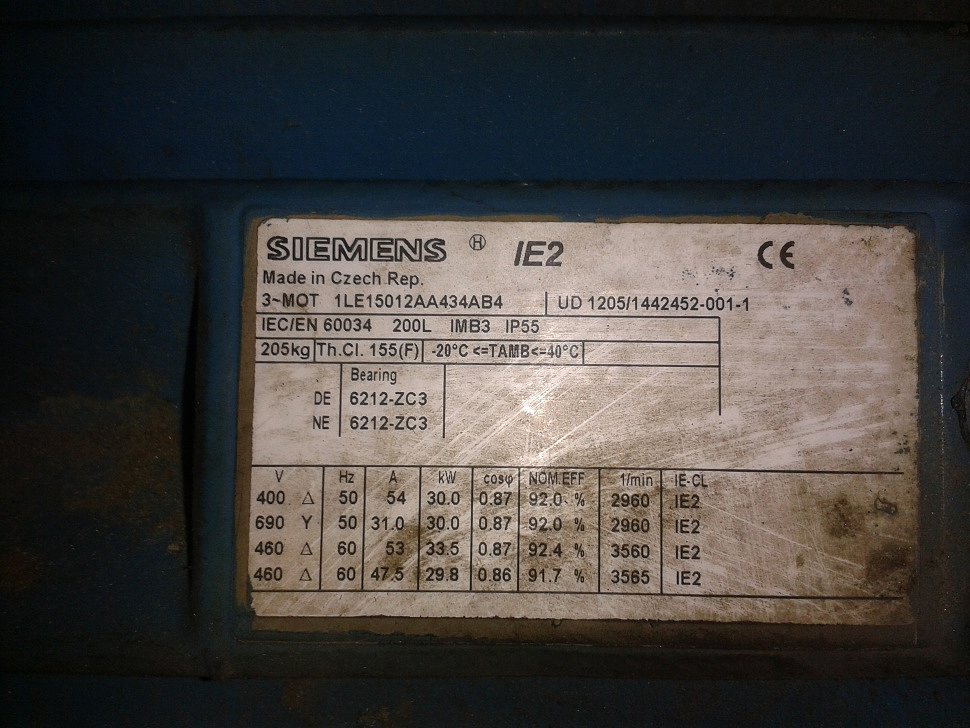 SIEMENS Ⓗ IE2 CE
Made in Czech Rep.
3~MOT 1LE15012AA434AB4 UD 1205/1442452-001-1
IEC/EN 60034 200L IMB3 IP55
205kg Th.Cl. 155(F) -20°C <=TAMB<=40°C
Bearing
DE 6212-ZC3
NE 6212-ZC3
V Hz A kW cosφ NOM.EFF 1/min IE-CL
400 Δ 50 54 30.0 0.87 92.0 % 2960 IE2
690 Y 50 31.0 30.0 0.87 92.0 % 2960 IE2
460 Δ 60 53 33.5 0.87 92.4 % 3560 IE2
460 Δ 60 47.5 29.8 0.86 91.7 % 3565 IE2